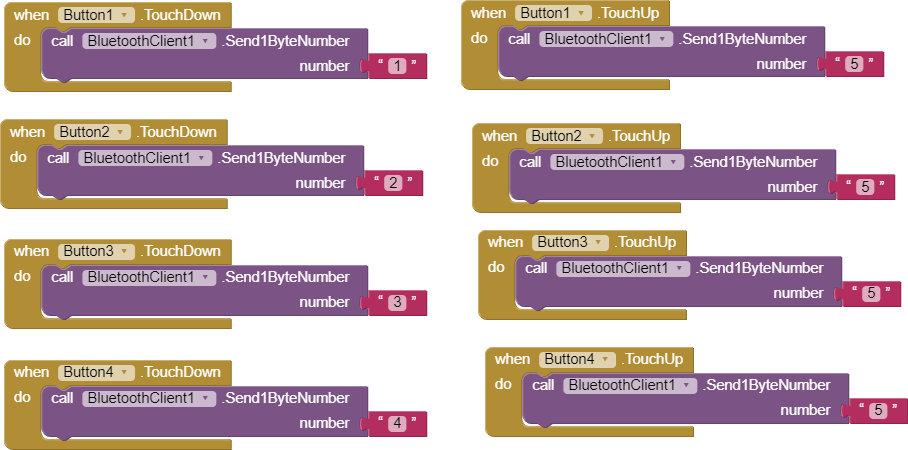 when Button1 .TouchDown
do call BluetoothClient1 .Send1ByteNumber
number “ 1 ”
when Button1 .TouchUp
do call BluetoothClient1 .Send1ByteNumber
number “ 5 ”
when Button2 .TouchDown
do call BluetoothClient1 .Send1ByteNumber
number “ 2 ”
when Button2 .TouchUp
do call BluetoothClient1 .Send1ByteNumber
number “ 5 ”
when Button3 .TouchDown
do call BluetoothClient1 .Send1ByteNumber
number “ 3 ”
when Button3 .TouchUp
do call BluetoothClient1 .Send1ByteNumber
number “ 5 ”
when Button4 .TouchDown
do call BluetoothClient1 .Send1ByteNumber
number “ 4 ”
when Button4 .TouchUp
do call BluetoothClient1 .Send1ByteNumber
number “ 5 ”